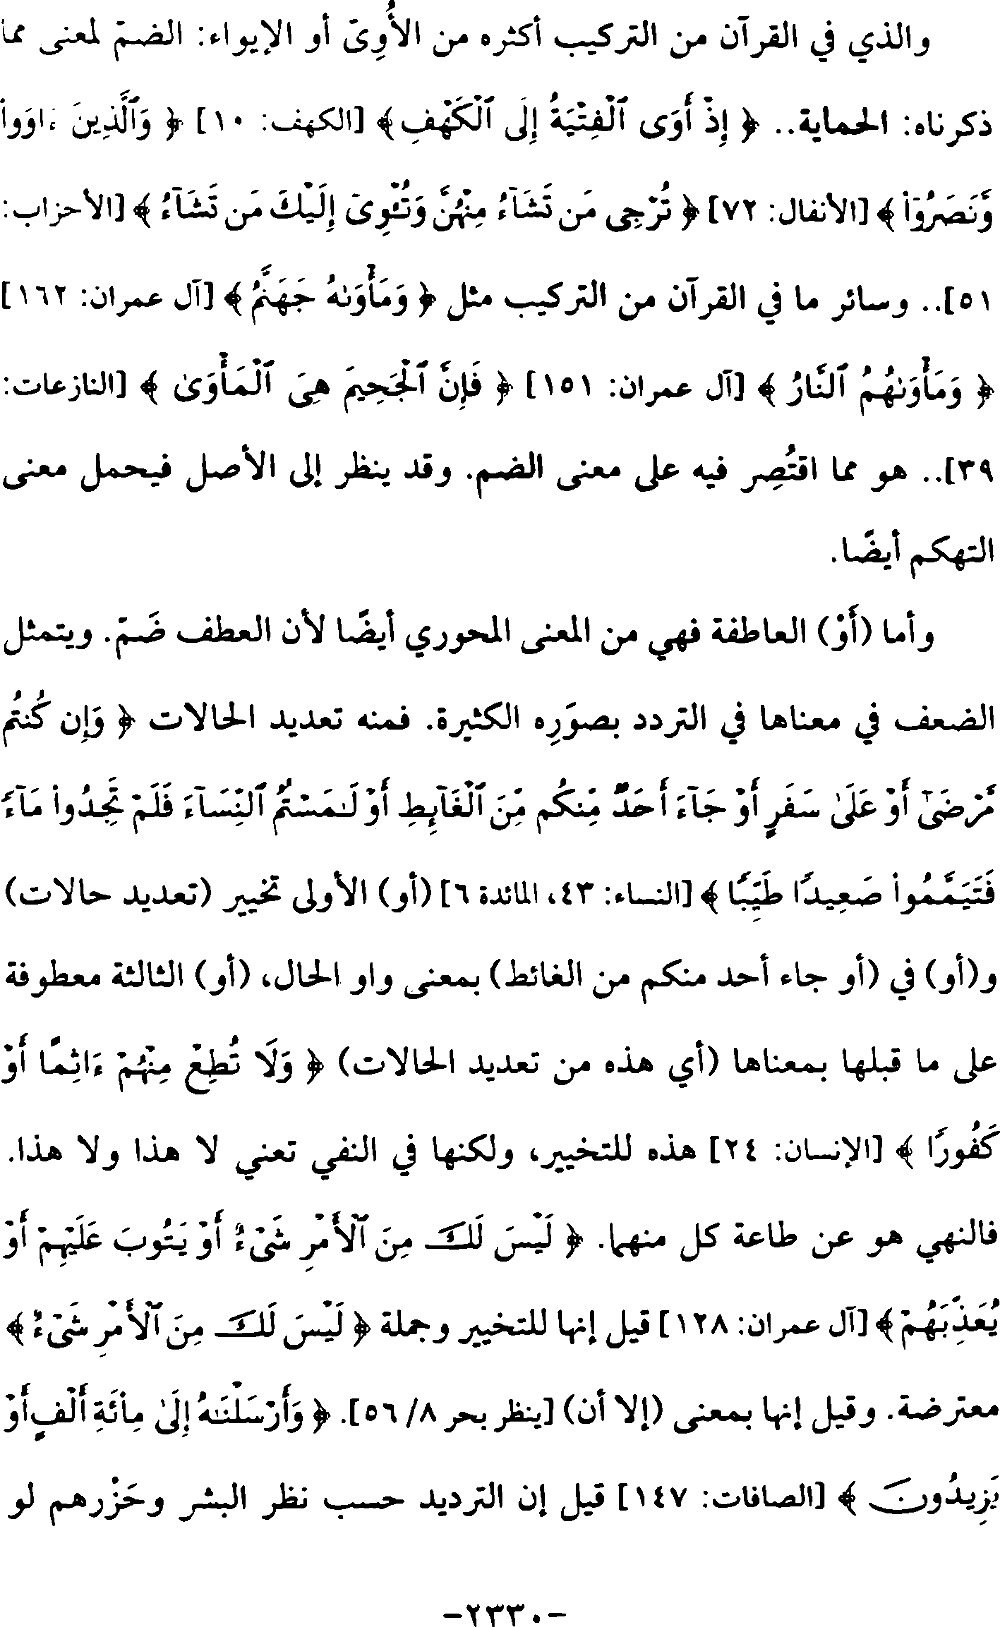 والذي في القرآن من التركيب أكثره من الأُوِىّ أو الإيواء: الضمّ لمعنى مما
ذكرناه: الحماية.. ﴿ إِذْ أَوَى ٱلْفِتْيَةُ إِلَى ٱلْكَهْفِ﴾ [الكهف: ١٠] ﴿ وَٱلَّذِينَ ءَاوَوا۟
وَّنَصَرُوٓا۟ ﴾ [الأنفال: ٧٢] ﴿ تُرْجِى مَن تَشَآءُ مِنْهُنَّ وَتُـْٔوِىٓ إِلَيْكَ مَن تَشَآءُ ﴾ [الأحزاب:
٥١].. وسائر ما في القرآن من التركيب مثل ﴿ وَمَأْوَىٰهُ جَهَنَّمُ ﴾ [آل عمران: ١٦٢]
﴿ وَمَأْوَىٰهُمُ ٱلنَّارُ ﴾ [آل عمران: ١٥١] ﴿ فَإِنَّ ٱلْجَحِيمَ هِىَ ٱلْمَأْوَىٰ ﴾ [النازعات:
٣٩].. هو مما اقتُصِر فيه على معنى الضم. وقد ينظر إلى الأصل فيحمل معنى
التهكم أيضًا.
وأما (أَوْ) العاطفة فهي من المعنى المحوري أيضًا لأن العطف ضَمّ. ويتمثل
الضعف في معناها في التردد بصوَرِه الكثيرة. فمنه تعديد الحالات ﴿ وَإِن كُنتُم
مَّرْضَىٰٓ أَوْ عَلَىٰ سَفَرٍ أَوْ جَآءَ أَحَدٌ مِّنكُم مِّنَ ٱلْغَآئِطِ أَوْ لَـٰمَسْتُمُ ٱلنِّسَآءَ فَلَمْ تَجِدُوا۟ مَآءً
فَتَيَمَّمُوا۟ صَعِيدًا طَيِّبًا ﴾ [النساء: ٤٣، المائدة ٦] (أو) الأولى تخيير (تعديد حالات)
و(أو) في (أو جاء أحد منكم من الغائط) بمعنى واو الحال، (أو) الثالثة معطوفة
على ما قبلها بمعناها (أي هذه من تعديد الحالات) ﴿ وَلَا تُطِعْ مِنْهُمْ ءَاثِمًا أَوْ
كَفُورًا ﴾ [الإنسان: ٢٤] هذه للتخيير، ولكنها في النفي تعني لا هذا ولا هذا.
فالنهي هو عن طاعة كل منهما. ﴿ لَيْسَ لَكَ مِنَ ٱلْأَمْرِ شَىْءٌ أَوْ يَتُوبَ عَلَيْهِمْ أَوْ
يُعَذِّبَهُمْ ﴾ [آل عمران: ١٢٨] قيل إنها للتخيير وجملة ﴿ لَيْسَ لَكَ مِنَ ٱلْأَمْرِ شَىْءٌ ﴾
معترضة. وقيل إنها بمعنى (إلا أن) [ينظر بحر ٨/ ٥٦]. ﴿ وَأَرْسَلْنَـٰهُ إِلَىٰ مِا۟ئَةِ أَلْفٍ أَوْ
يَزِيدُونَ ﴾ [الصافات: ١٤٧] قيل إن الترديد حسب نظر البشر وحَزْرهم لو
-٢٣٣٠-